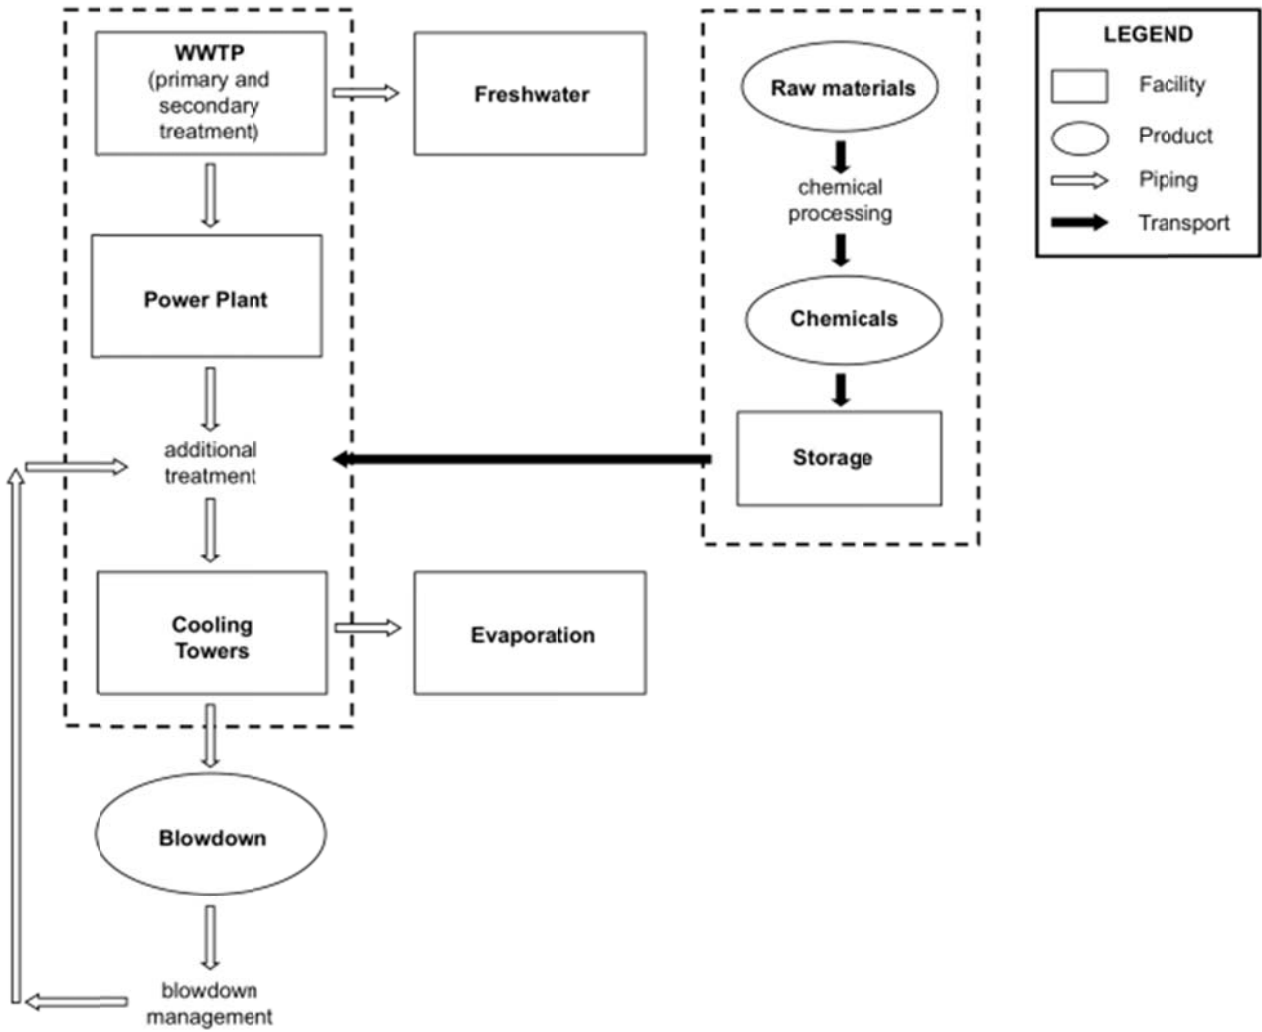 WWTP
(primary and
secondary
treatment)
Freshwater
Power Plant
additional
treatment
Cooling
Towers
Evaporation
Blowdown
blowdown
management
Raw materials
chemical
processing
Chemicals
Storage
LEGEND
Facility
Product
Piping
Transport